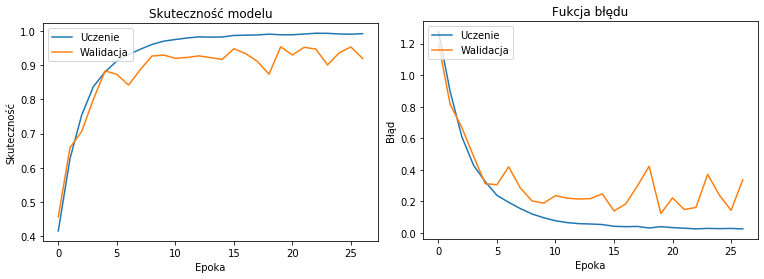 Skuteczność modelu
Uczenie
Walidacja
Skuteczność
1.0
0.9
0.8
0.7
0.6
0.5
0.4
0
5
10
15
20
25
Epoka
Fukcja błędu
Uczenie
Walidacja
Błąd
1.2
1.0
0.8
0.6
0.4
0.2
0.0
0
5
10
15
20
25
Epoka